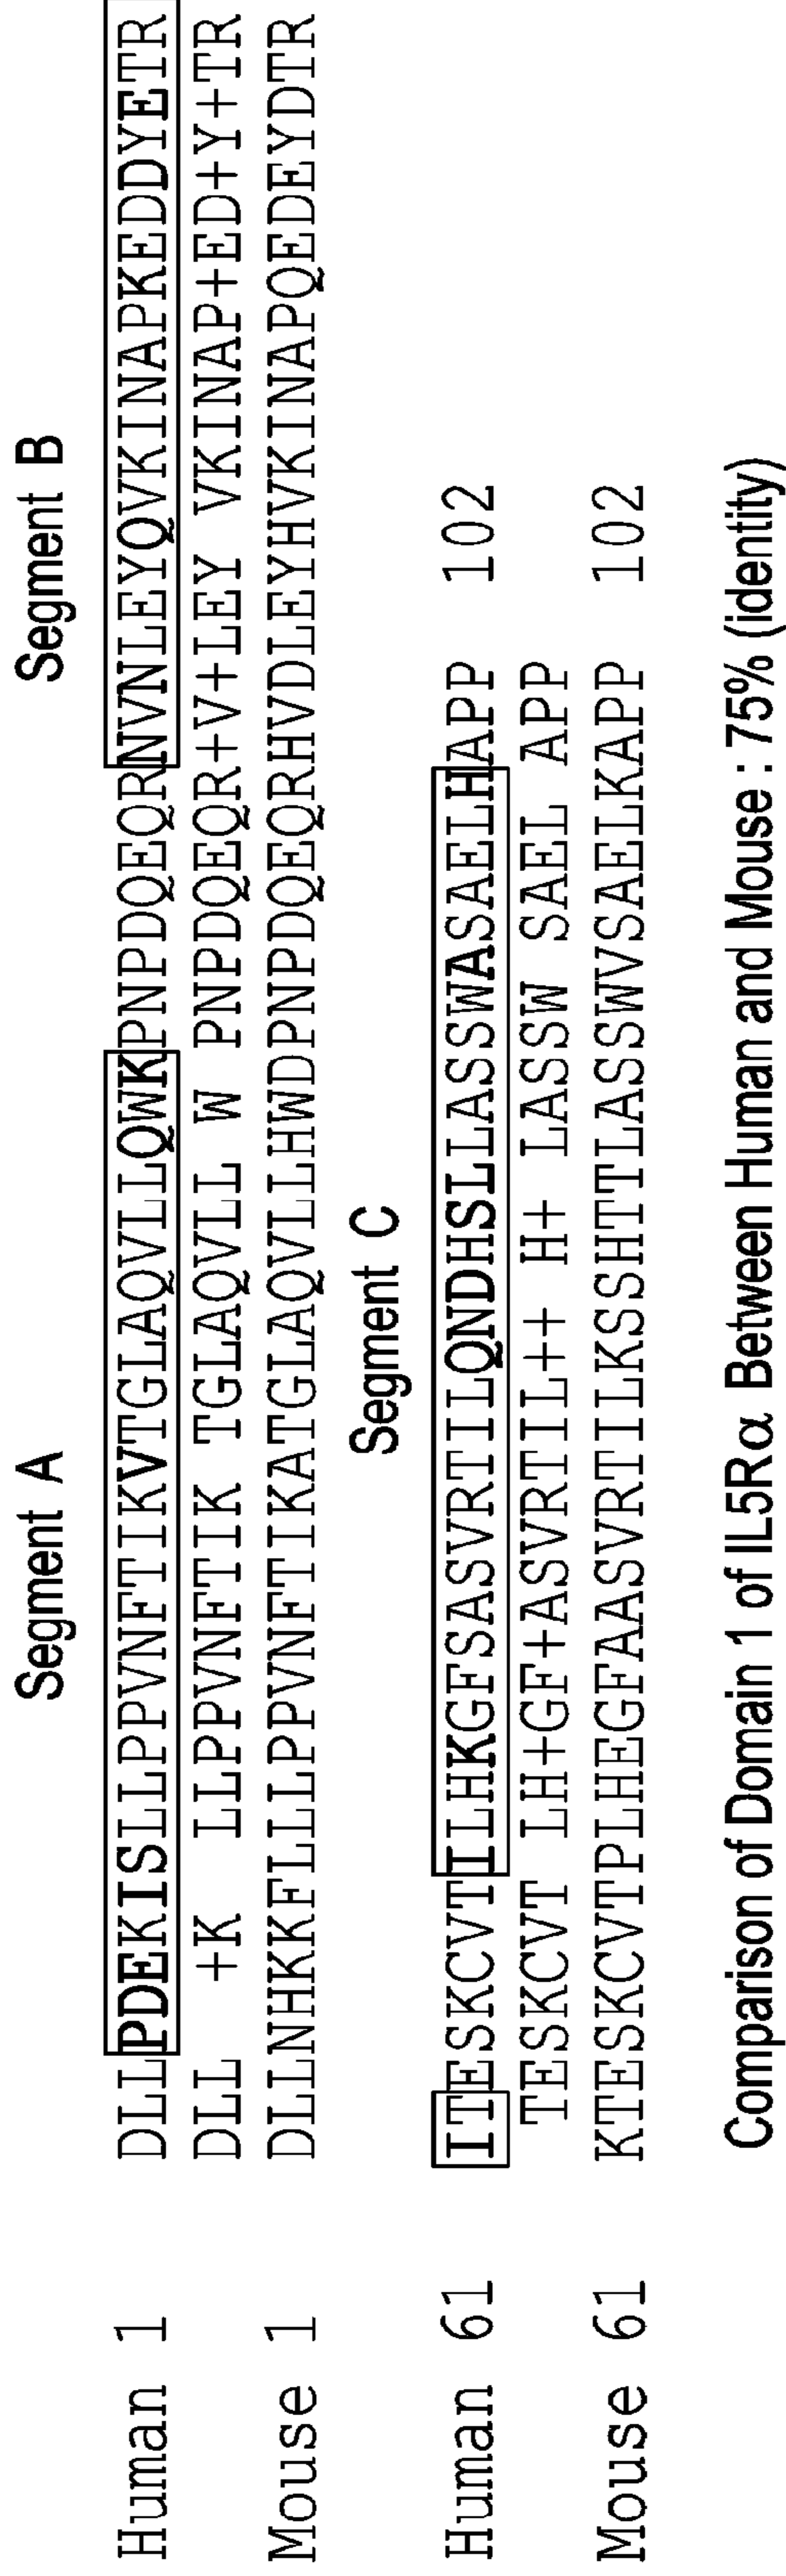 Segment A Segment B
Human 1 DLLPDEKISLLPPVNFTIKVTGLAQVLLQWKPNPDQEQRNVNLEYQVKINAPKEDDYETR
DLL +K LLPPVNFTIK TGLAQVLL W PNPDQEQR+V+LEY VKINAP+ED+Y+TR
Mouse 1 DLLNHKKFLLLPPVNFTIKATGLAQVLLHWDPNPDQEQRHVDLEYHVKINAPQEDEYDTR
Segment C
Human 61 ITESKCVTILHKGFSASVRTILQNDHSLLASSWASAELHAPP 102
TESKCVT LH+GF+ASVRTIL++ H+ LASSW SAEL APP
Mouse 61 KTESKCVTPLHEGFAASVRTILKSSHTTLASSWVSAELKAPP 102
Comparison of Domain 1 of IL5Rα Between Human and Mouse : 75% (identity)